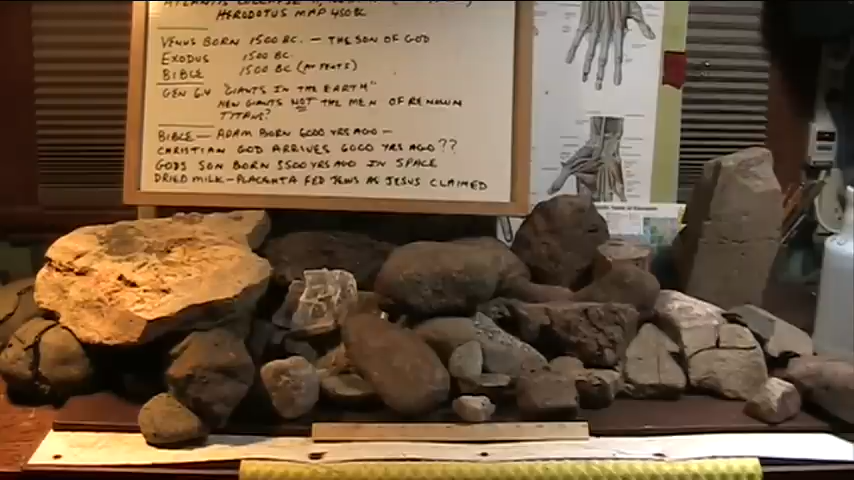 HERODOTUS MAP 450BC
VENUS BORN 1500 BC. — THE SON OF GOD
EXODUS 1500 BC.
BIBLE 1500 BC (IN TENTS)
GEN 6.4 "GIANTS IN THE EARTH"
NEW GIANTS NOT THE MEN OF RENOWN
TITANS?
BIBLE — ADAM BORN 6000 YRS AGO —
CHRISTIAN GOD ARRIVES 6000 YRS AGO??
GODS SON BORN 3500 YRS AGO IN SPACE
DRIED MILK — PLACENTA FED JEWS AS JESUS CLAIMED